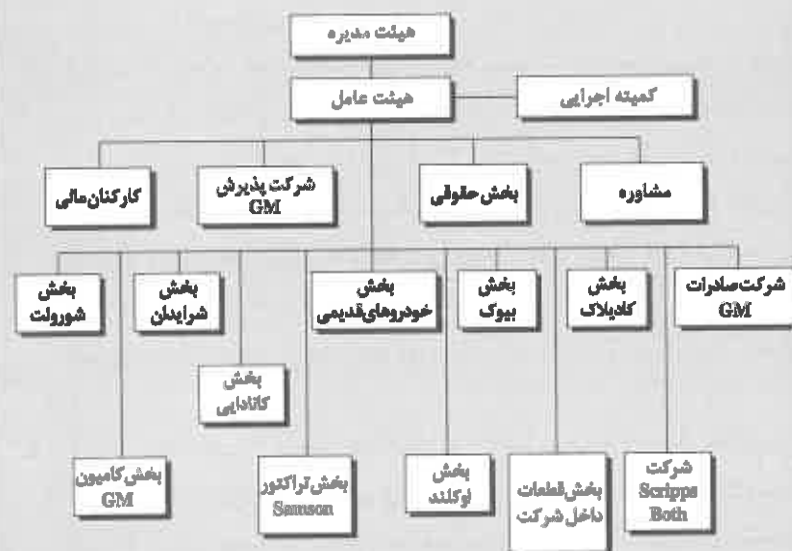 هیئت مدیره
هیئت عامل
کمیته اجرایی
مشاوره
بخش حقوقی
شرکت پذیرش
GM
کارکنان مالی
شرکت صادرات
GM
بخش
کادیلاک
بخش
بیوک
بخش
خودروهای قدیمی
بخش
شرایدان
بخش
شورولت
بخش
کانادایی
شرکت
Scripps
Both
بخش قطعات
داخل شرکت
بخش
اوکلند
بخش تراکتور
Samson
بخش کامیون
GM